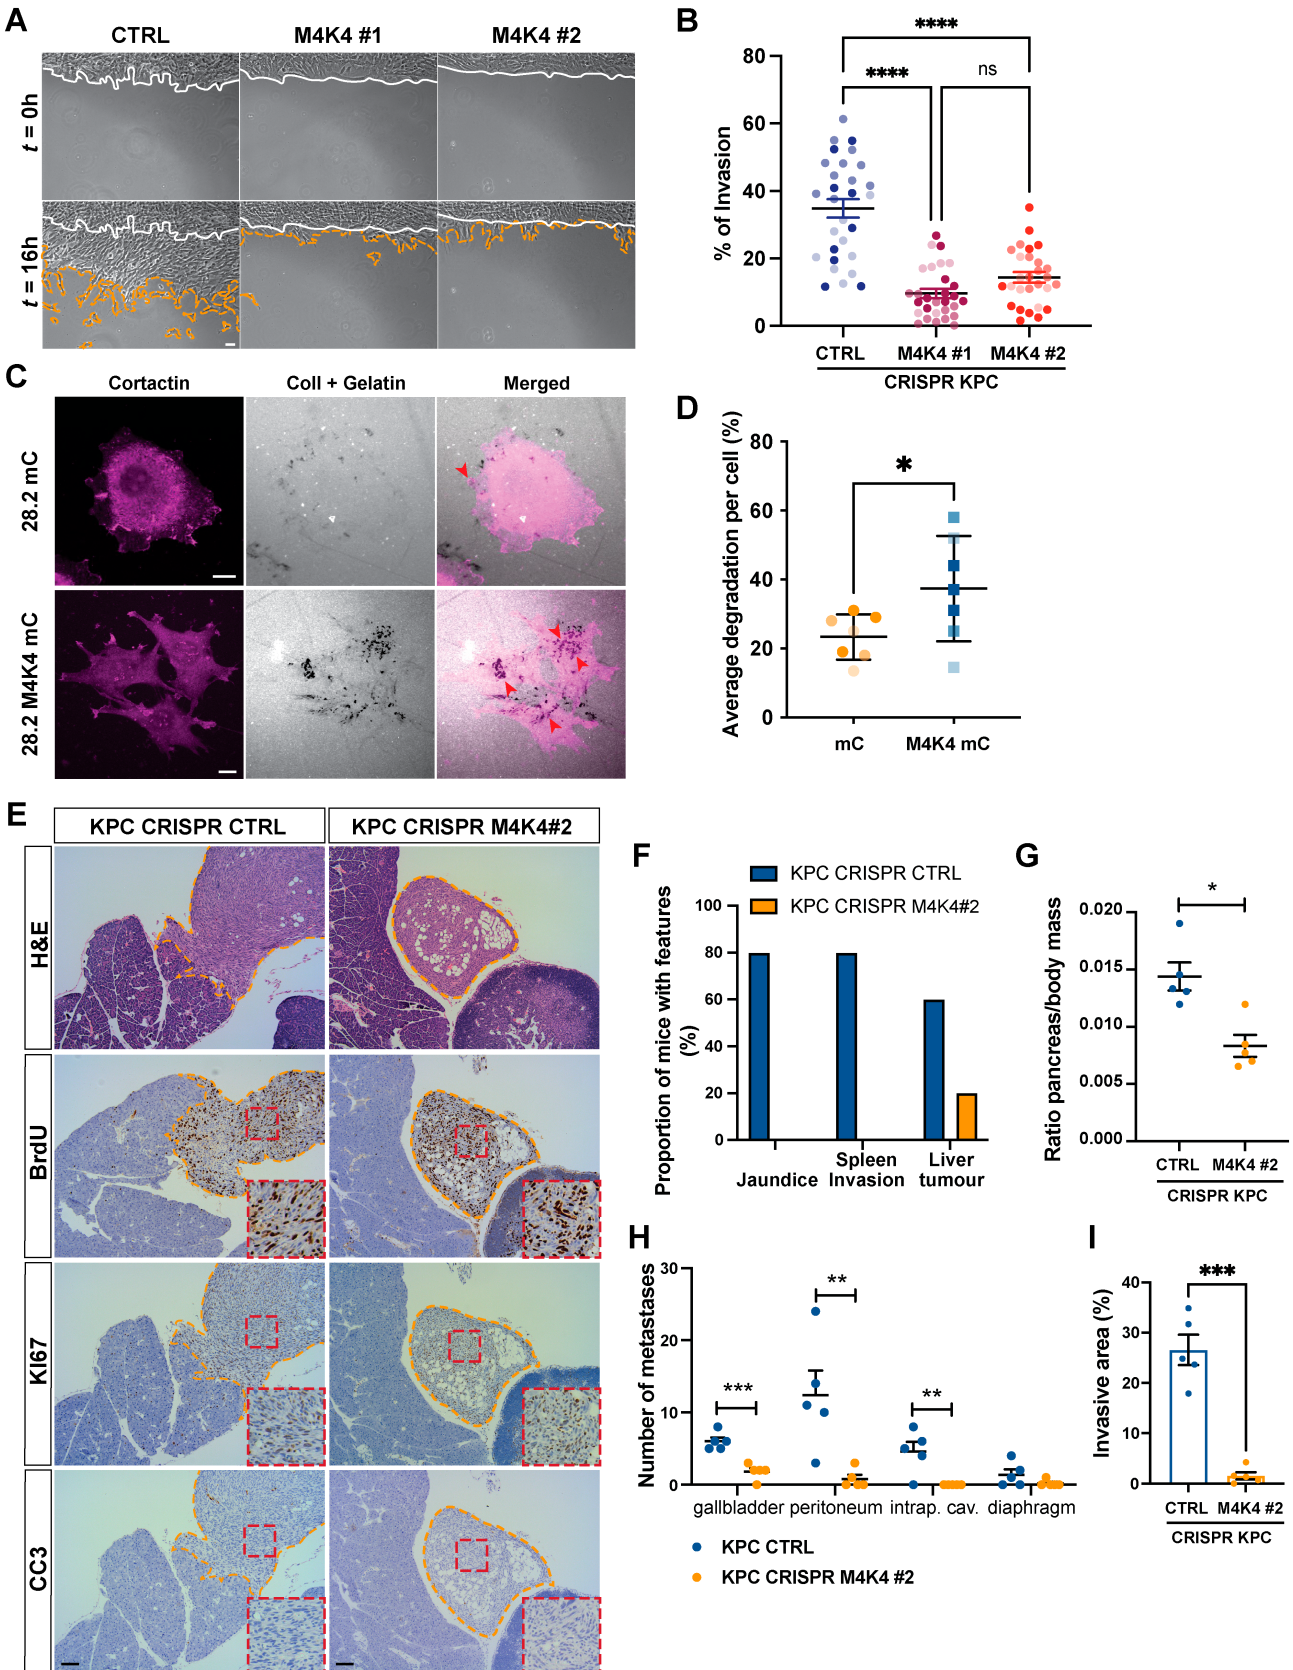 A
CTRL
M4K4 #1
M4K4 #2
t = 0h
t = 16h
B
****
****
ns
% of Invasion
80
60
40
20
0
CTRL
M4K4 #1
M4K4 #2
CRISPR KPC
C
Cortactin
Coll + Gelatin
Merged
28.2 mC
28.2 M4K4 mC
D
*
Average degradation per cell (%)
80
60
40
20
0
mC
M4K4 mC
E
KPC CRISPR CTRL
KPC CRISPR M4K4#2
H&E
BrdU
KI67
CC3
F
KPC CRISPR CTRL
KPC CRISPR M4K4#2
Proportion of mice with features
(%)
100
80
60
40
20
0
Jaundice
Spleen
Invasion
Liver
tumour
G
*
Ratio pancreas/body mass
0.020
0.015
0.010
0.005
0.000
CTRL
M4K4 #2
CRISPR KPC
H
Number of metastases
30
20
10
0
***
**
**
gallbladder
peritoneum
intrap. cav.
diaphragm
KPC CTRL
KPC CRISPR M4K4 #2
I
***
Invasive area (%)
40
30
20
10
0
CTRL
M4K4 #2
CRISPR KPC